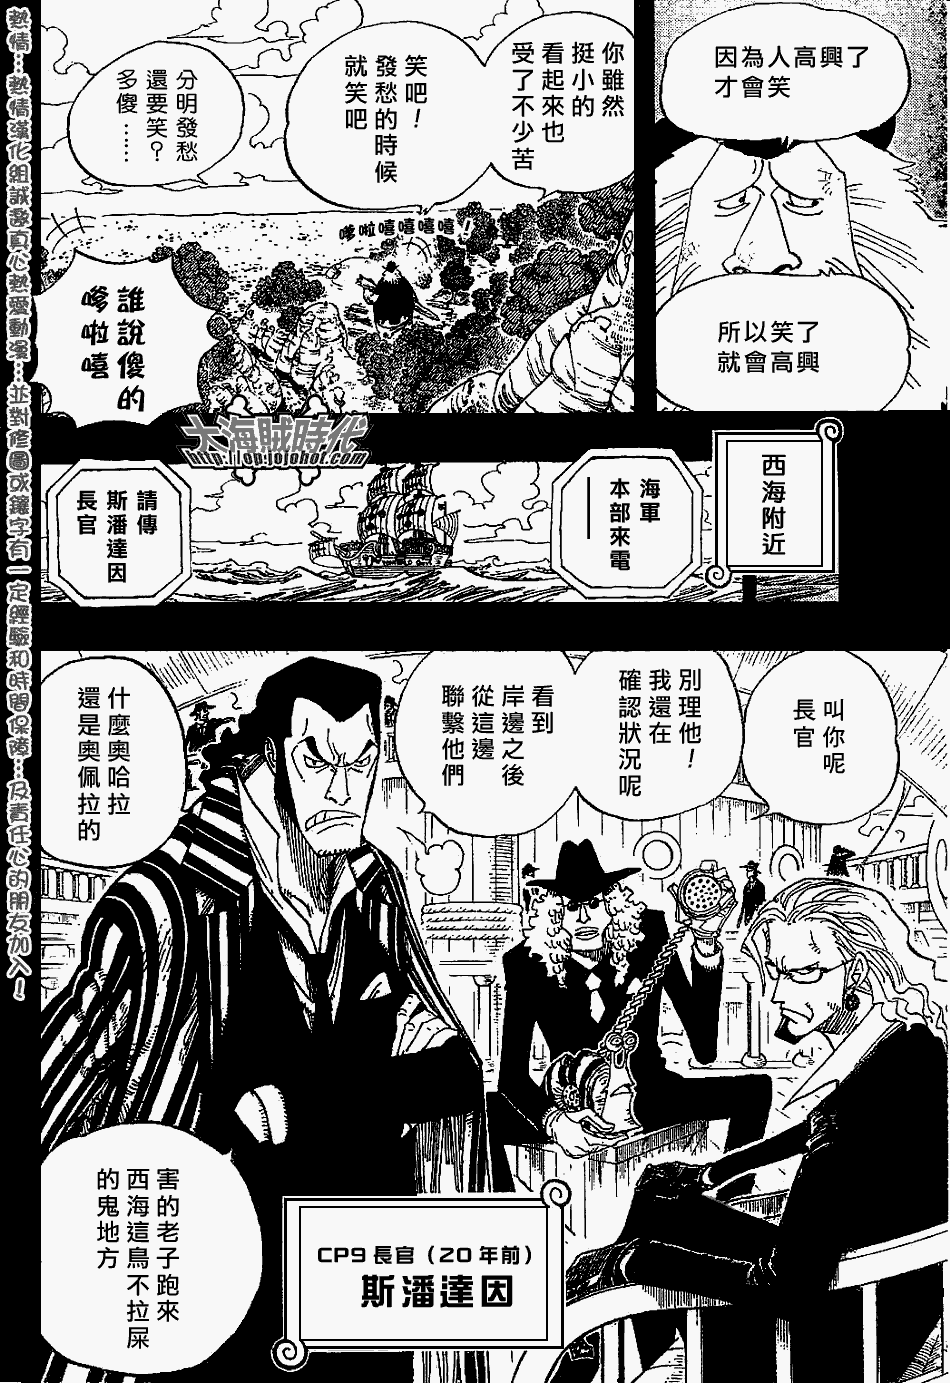 因為人高興了
才會笑
所以笑了
就會高興
你雖然
挺小的
看起來也
受了不少苦
笑吧！
發愁的時候
就笑吧
嗲啦嘻嘻嘻嘻！
分明發愁
還要笑？
多傻……
誰說傻的
嗲啦嘻
大海賊時代
http://op.jojohot.com
西海附近
海軍
本部來電
——
請傳
斯潘達因
長官
叫你呢
長官
別理他！
我還在
確認狀況呢
看到
岸邊之後
從這邊
聯繫他們
什麼奧哈拉
還是奧佩拉的
害的老子跑來
西海這鳥不拉屎
的鬼地方
CP9 長官（20 年前）
斯潘達因
熱情…熱情漢化組誠邀真心熱愛動漫…並對修圖或鑲字有一定經驗和時間保障…及責任心的朋友加入！